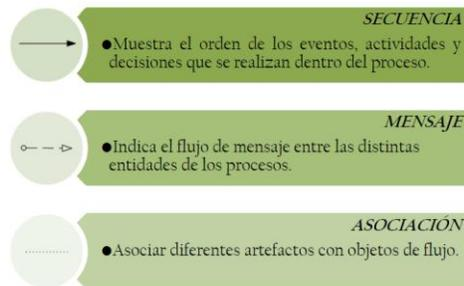 SECUENCIA
●Muestra el orden de los eventos, actividades y
decisiones que se realizan dentro del proceso.
MENSAJE
●Indica el flujo de mensaje entre las distintas
entidades de los procesos.
ASOCIACIÓN
●Asociar diferentes artefactos con objetos de flujo.